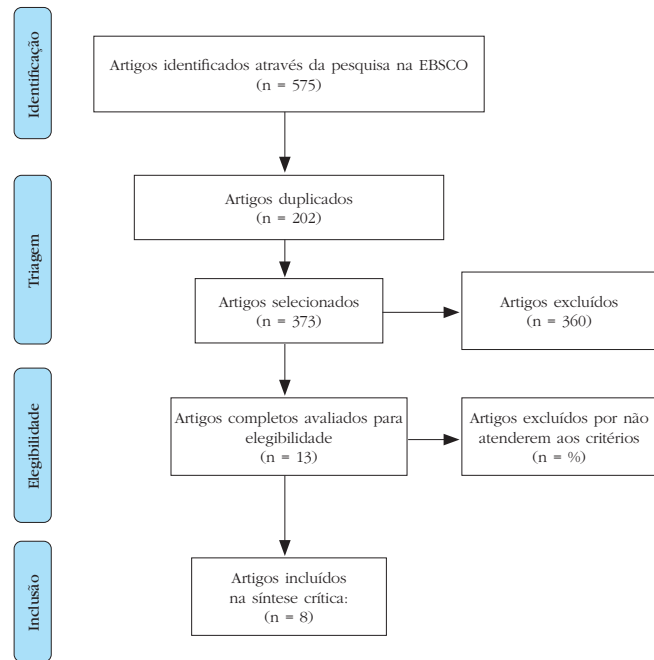 Identificação
Artigos identificados através da pesquisa na EBSCO
(n = 575)
Triagem
Artigos duplicados
(n = 202)
Artigos selecionados
(n = 373)
Artigos excluídos
(n = 360)
Elegibilidade
Artigos completos avaliados para
elegibilidade
(n = 13)
Artigos excluídos por não
atenderem aos critérios
(n = %)
Inclusão
Artigos incluídos
na síntese crítica:
(n = 8)